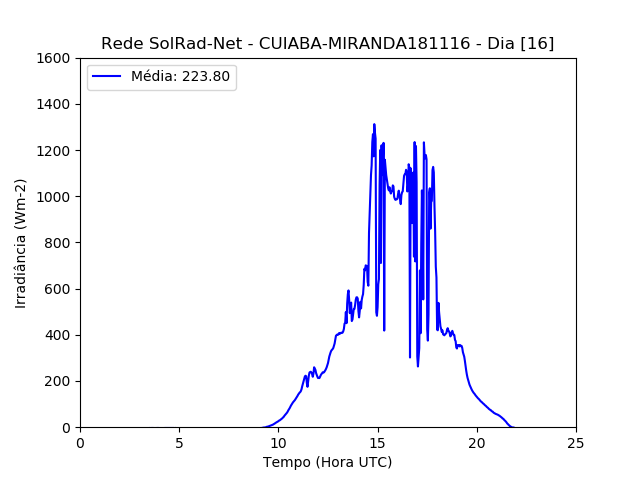 Rede SolRad-Net - CUIABA-MIRANDA181116 - Dia [16]
Média: 223.80
1600
1400
1200
1000
800
600
400
200
0
Irradiância (Wm-2)
0 5 10 15 20 25
Tempo (Hora UTC)